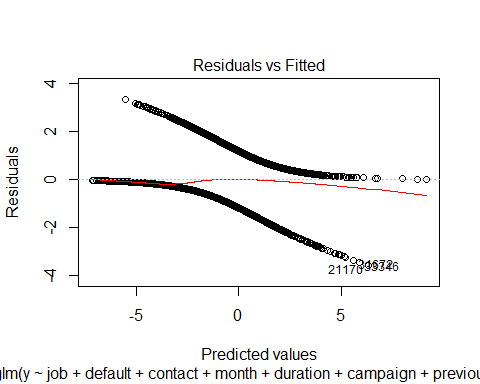 Residuals vs Fitted
Residuals
4
2
0
-2
-4
21170
-5
0
5
Predicted values
glm(y ~ job + default + contact + month + duration + campaign + previou